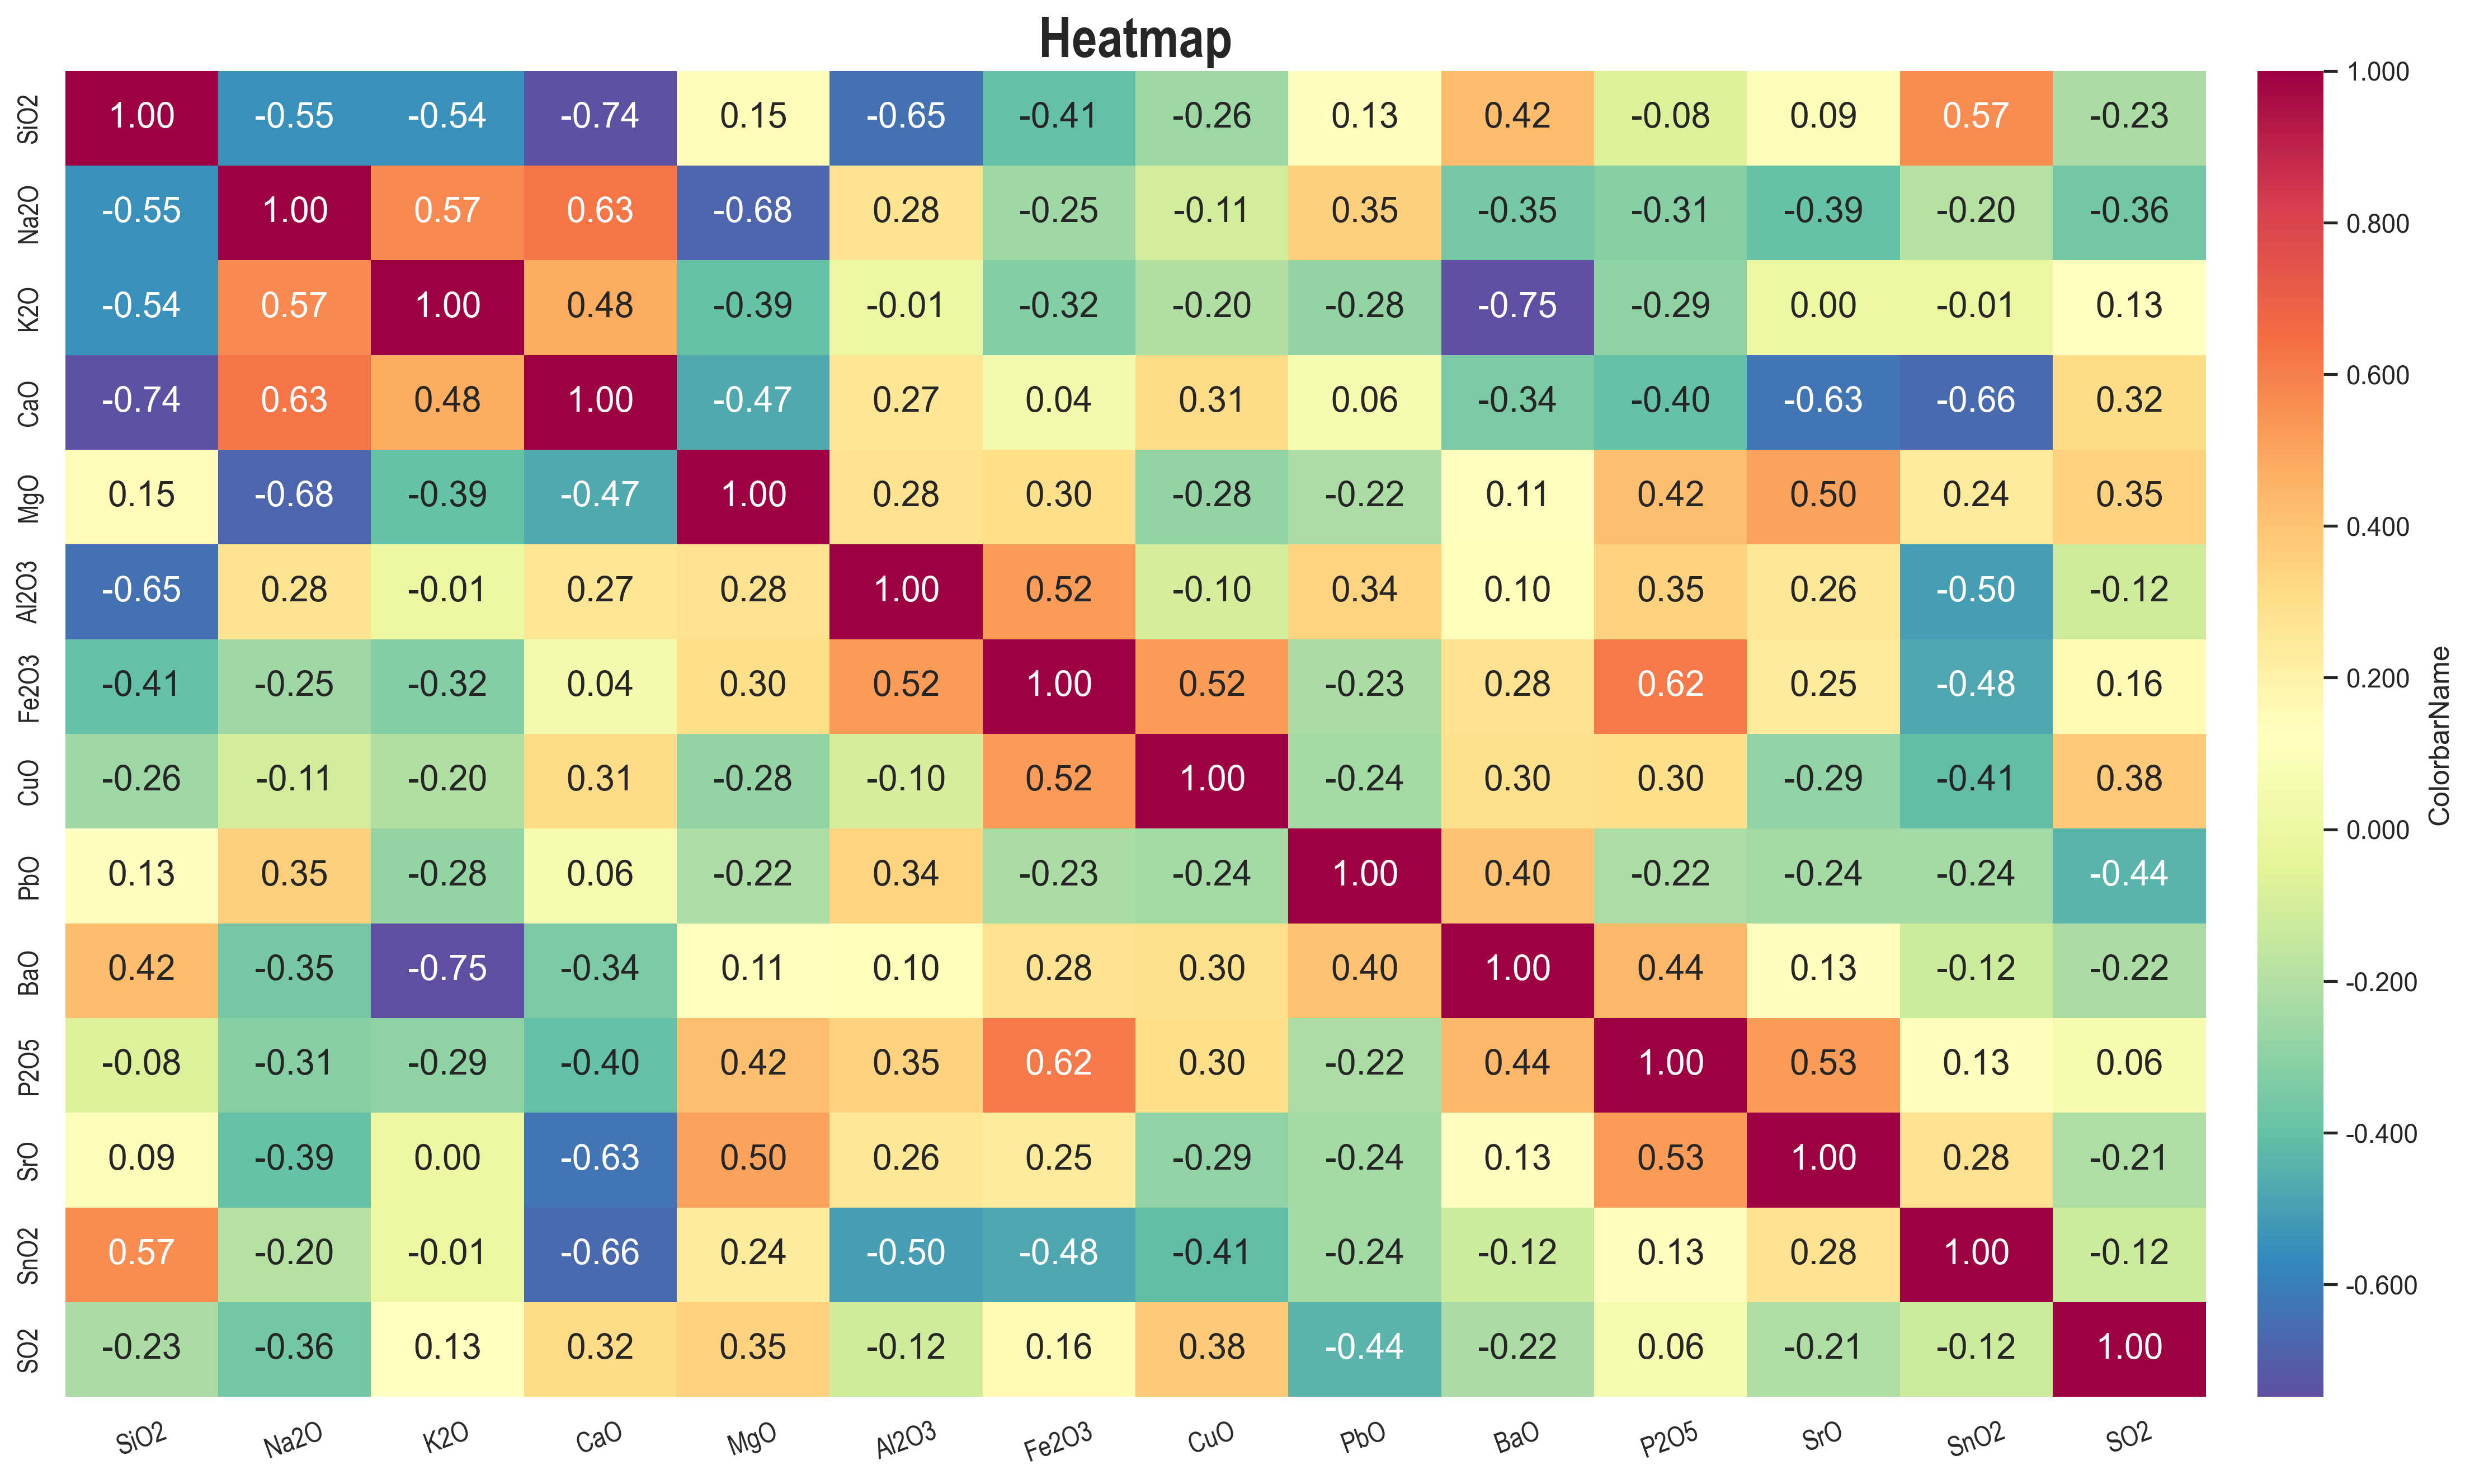 Heatmap
SiO2 1.00 -0.55 -0.54 -0.74 0.15 -0.65 -0.41 -0.26 0.13 0.42 -0.08 0.09 0.57 -0.23
Na2O -0.55 1.00 0.57 0.63 -0.68 0.28 -0.25 -0.11 0.35 -0.35 -0.31 -0.39 -0.20 -0.36
K2O -0.54 0.57 1.00 0.48 -0.39 -0.01 -0.32 -0.20 -0.28 -0.75 -0.29 0.00 -0.01 0.13
CaO -0.74 0.63 0.48 1.00 -0.47 0.27 0.04 0.31 0.06 -0.34 -0.40 -0.63 -0.66 0.32
MgO 0.15 -0.68 -0.39 -0.47 1.00 0.28 0.30 -0.28 -0.22 0.11 0.42 0.50 0.24 0.35
Al2O3 -0.65 0.28 -0.01 0.27 0.28 1.00 0.52 -0.10 0.34 0.10 0.35 0.26 -0.50 -0.12
Fe2O3 -0.41 -0.25 -0.32 0.04 0.30 0.52 1.00 0.52 -0.23 0.28 0.62 0.25 -0.48 0.16
CuO -0.26 -0.11 -0.20 0.31 -0.28 -0.10 0.52 1.00 -0.24 0.30 0.30 -0.29 -0.41 0.38
PbO 0.13 0.35 -0.28 0.06 -0.22 0.34 -0.23 -0.24 1.00 0.40 -0.22 -0.24 -0.24 -0.44
BaO 0.42 -0.35 -0.75 -0.34 0.11 0.10 0.28 0.30 0.40 1.00 0.44 0.13 -0.12 -0.22
P2O5 -0.08 -0.31 -0.29 -0.40 0.42 0.35 0.62 0.30 -0.22 0.44 1.00 0.53 0.13 0.06
SrO 0.09 -0.39 0.00 -0.63 0.50 0.26 0.25 -0.29 -0.24 0.13 0.53 1.00 0.28 -0.21
SnO2 0.57 -0.20 -0.01 -0.66 0.24 -0.50 -0.48 -0.41 -0.24 -0.12 0.13 0.28 1.00 -0.12
SO2 -0.23 -0.36 0.13 0.32 0.35 -0.12 0.16 0.38 -0.44 -0.22 0.06 -0.21 -0.12 1.00
SiO2 Na2O K2O CaO MgO Al2O3 Fe2O3 CuO PbO BaO P2O5 SrO SnO2 SO2
1.000
0.800
0.600
0.400
0.200
0.000
-0.200
-0.400
-0.600
ColorbarName